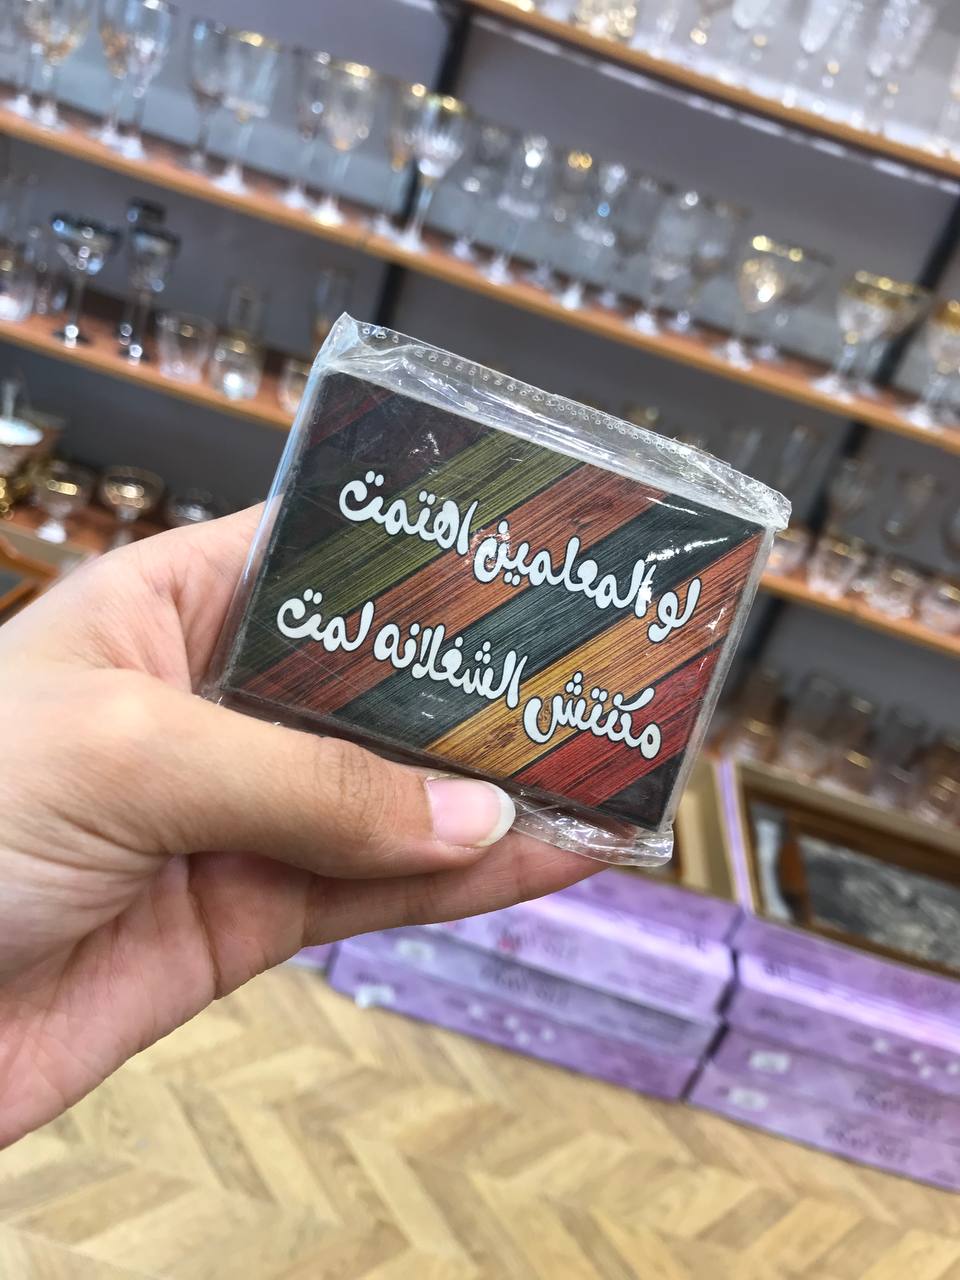 لو المعلمين اهتمت
مكنتش الشغلانه لمت